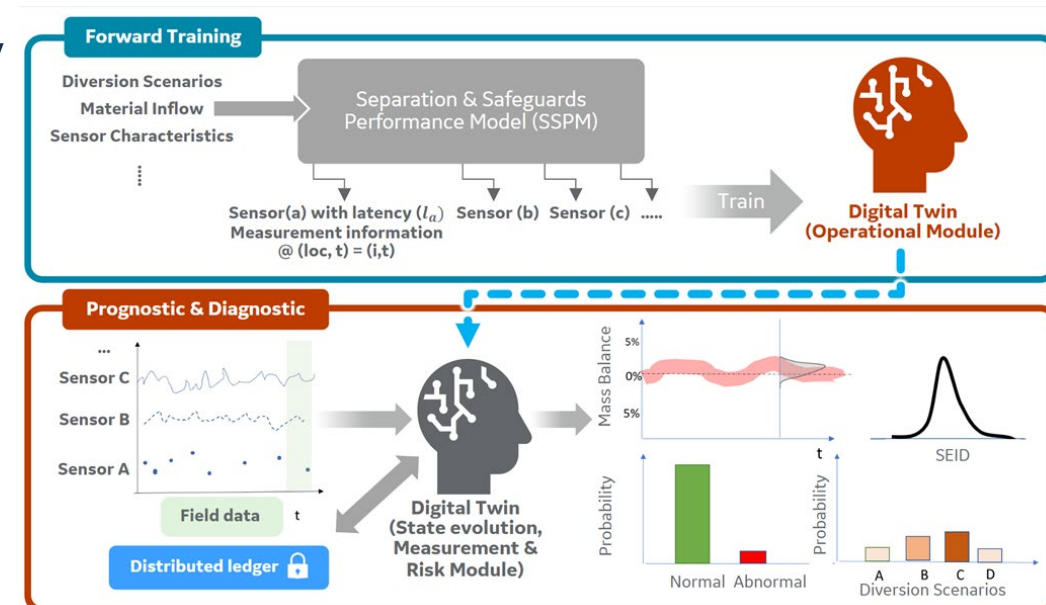 Forward Training
Diversion Scenarios
Material Inflow
Sensor Characteristics
Separation & Safeguards
Performance Model (SSPM)
Sensor(a) with latency (lₐ)
Measurement information
@ (loc, t) = (i,t)
Sensor (b)
Sensor (c)
.....
Train
Digital Twin
(Operational Module)
Prognostic & Diagnostic
...
Sensor C
Sensor B
Sensor A
Field data
t
Distributed ledger
Digital Twin
(State evolution,
Measurement &
Risk Module)
Mass Balance
5%
0%
5%
t
SEID
Probability
Normal Abnormal
Probability
A B C D
Diversion Scenarios